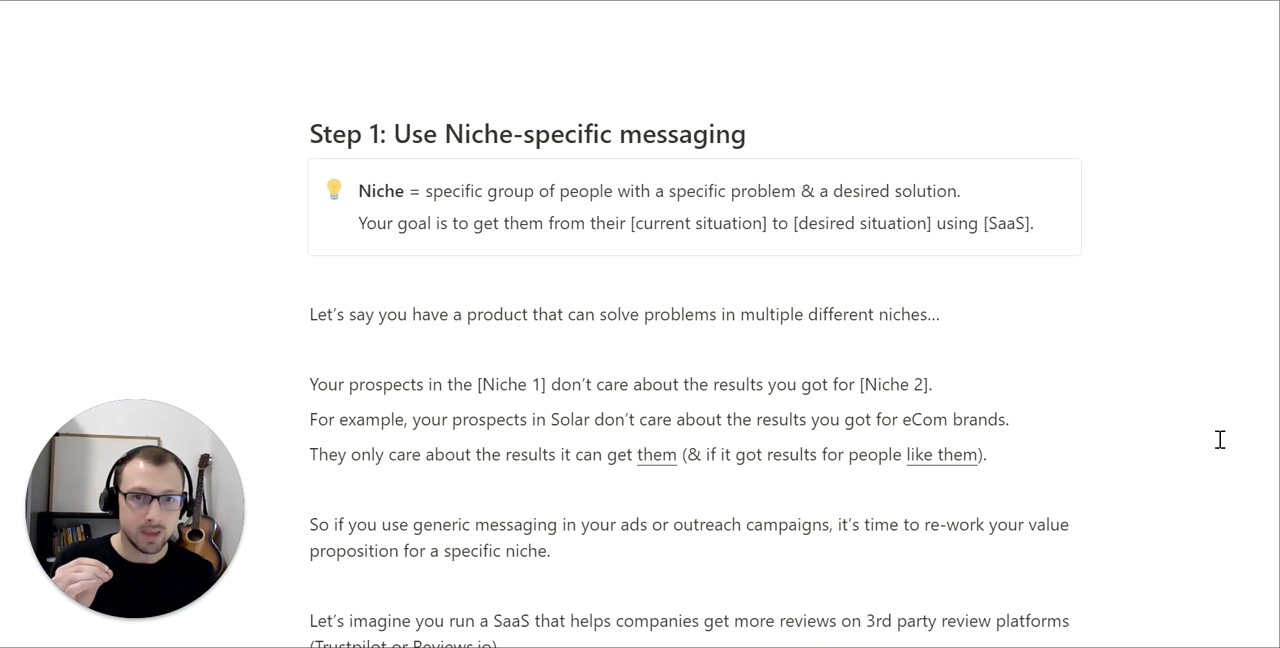 Step 1: Use Niche-specific messaging
Niche = specific group of people with a specific problem & a desired solution.
Your goal is to get them from their [current situation] to [desired situation] using [SaaS].
Let’s say you have a product that can solve problems in multiple different niches…
Your prospects in the [Niche 1] don’t care about the results you got for [Niche 2].
For example, your prospects in Solar don’t care about the results you got for eCom brands.
They only care about the results it can get them (& if it got results for people like them).
So if you use generic messaging in your ads or outreach campaigns, it’s time to re-work your value
proposition for a specific niche.
Let’s imagine you run a SaaS that helps companies get more reviews on 3rd party review platforms
(Trustpilot or Reviews.io)